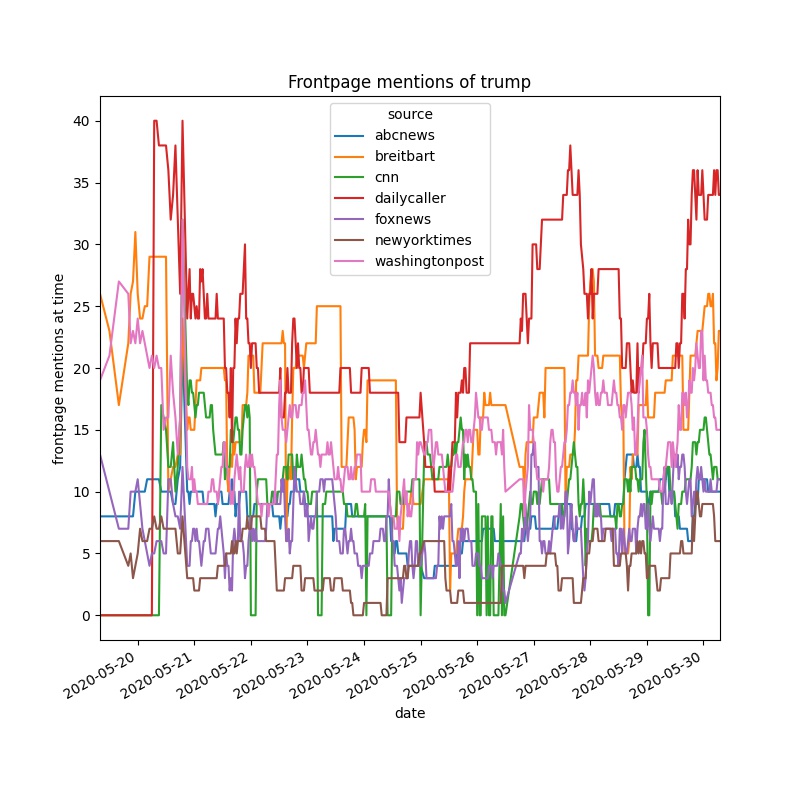 Frontpage mentions of trump
source
abcnews
breitbart
cnn
dailycaller
foxnews
newyorktimes
washingtonpost
frontpage mentions at time
40
35
30
25
20
15
10
5
0
2020-05-20
2020-05-21
2020-05-22
2020-05-23
2020-05-24
2020-05-25
2020-05-26
2020-05-27
2020-05-28
2020-05-29
2020-05-30
date